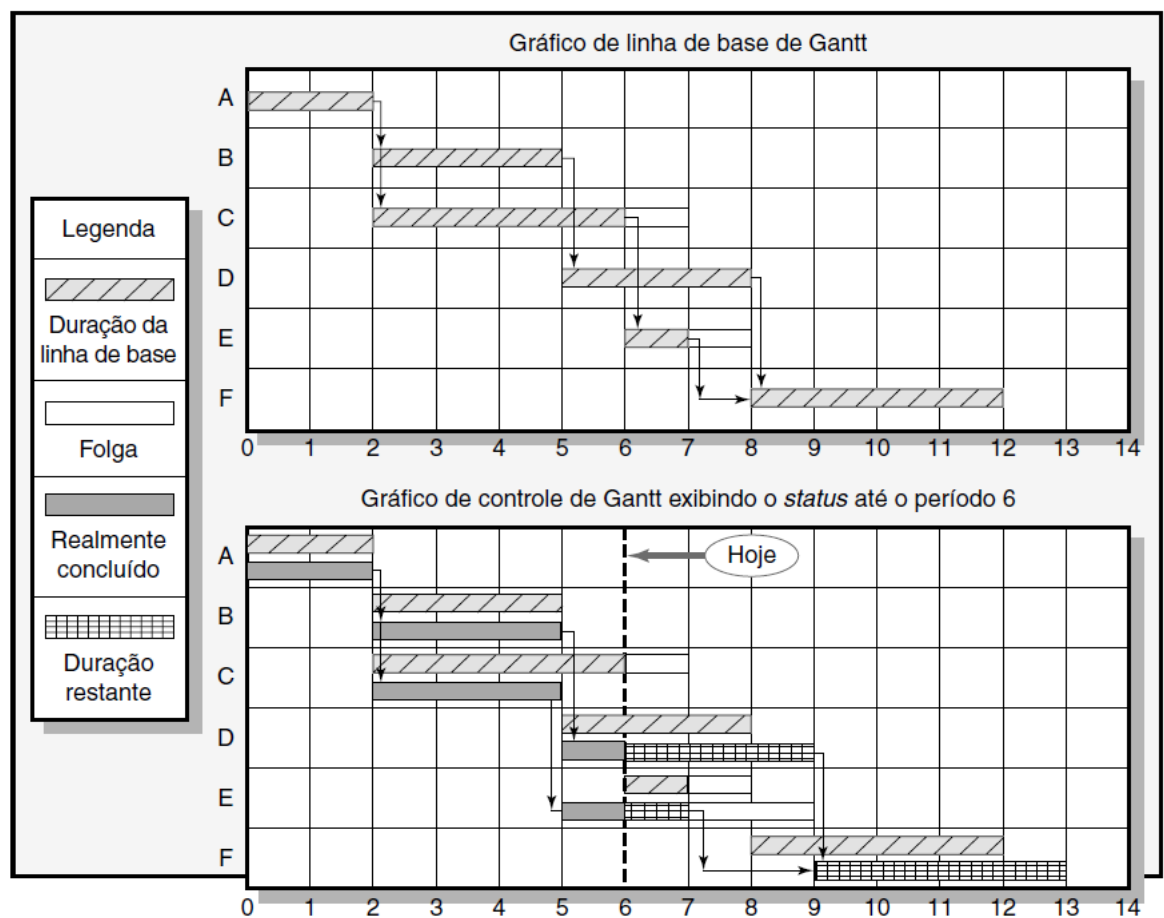 Gráfico de linha de base de Gantt
A
B
C
D
E
F
0 1 2 3 4 5 6 7 8 9 10 11 12 13 14
Legenda
Duração da
linha de base
Folga
Realmente
concluído
Duração
restante
Gráfico de controle de Gantt exibindo o status até o período 6
Hoje
A
B
C
D
E
F
0 1 2 3 4 5 6 7 8 9 10 11 12 13 14